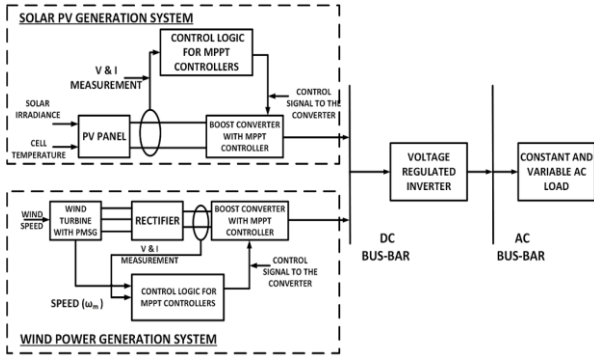 SOLAR PV GENERATION SYSTEM
CONTROL LOGIC
FOR MPPT
CONTROLLERS
V & I
MEASUREMENT
CONTROL
SIGNAL TO THE
CONVERTER
SOLAR
IRRADIANCE
CELL
TEMPERATURE
PV PANEL
BOOST CONVERTER
WITH MPPT
CONTROLLER
VOLTAGE
REGULATED
INVERTER
CONSTANT AND
VARIABLE AC
LOAD
DC
BUS-BAR
AC
BUS-BAR
WIND
SPEED
WIND
TURBINE
WITH PMSG
RECTIFIER
BOOST CONVERTER
WITH MPPT
CONTROLLER
V & I
MEASUREMENT
CONTROL
SIGNAL TO THE
CONVERTER
CONTROL LOGIC FOR
MPPT CONTROLLERS
SPEED (ωm)
WIND POWER GENERATION SYSTEM